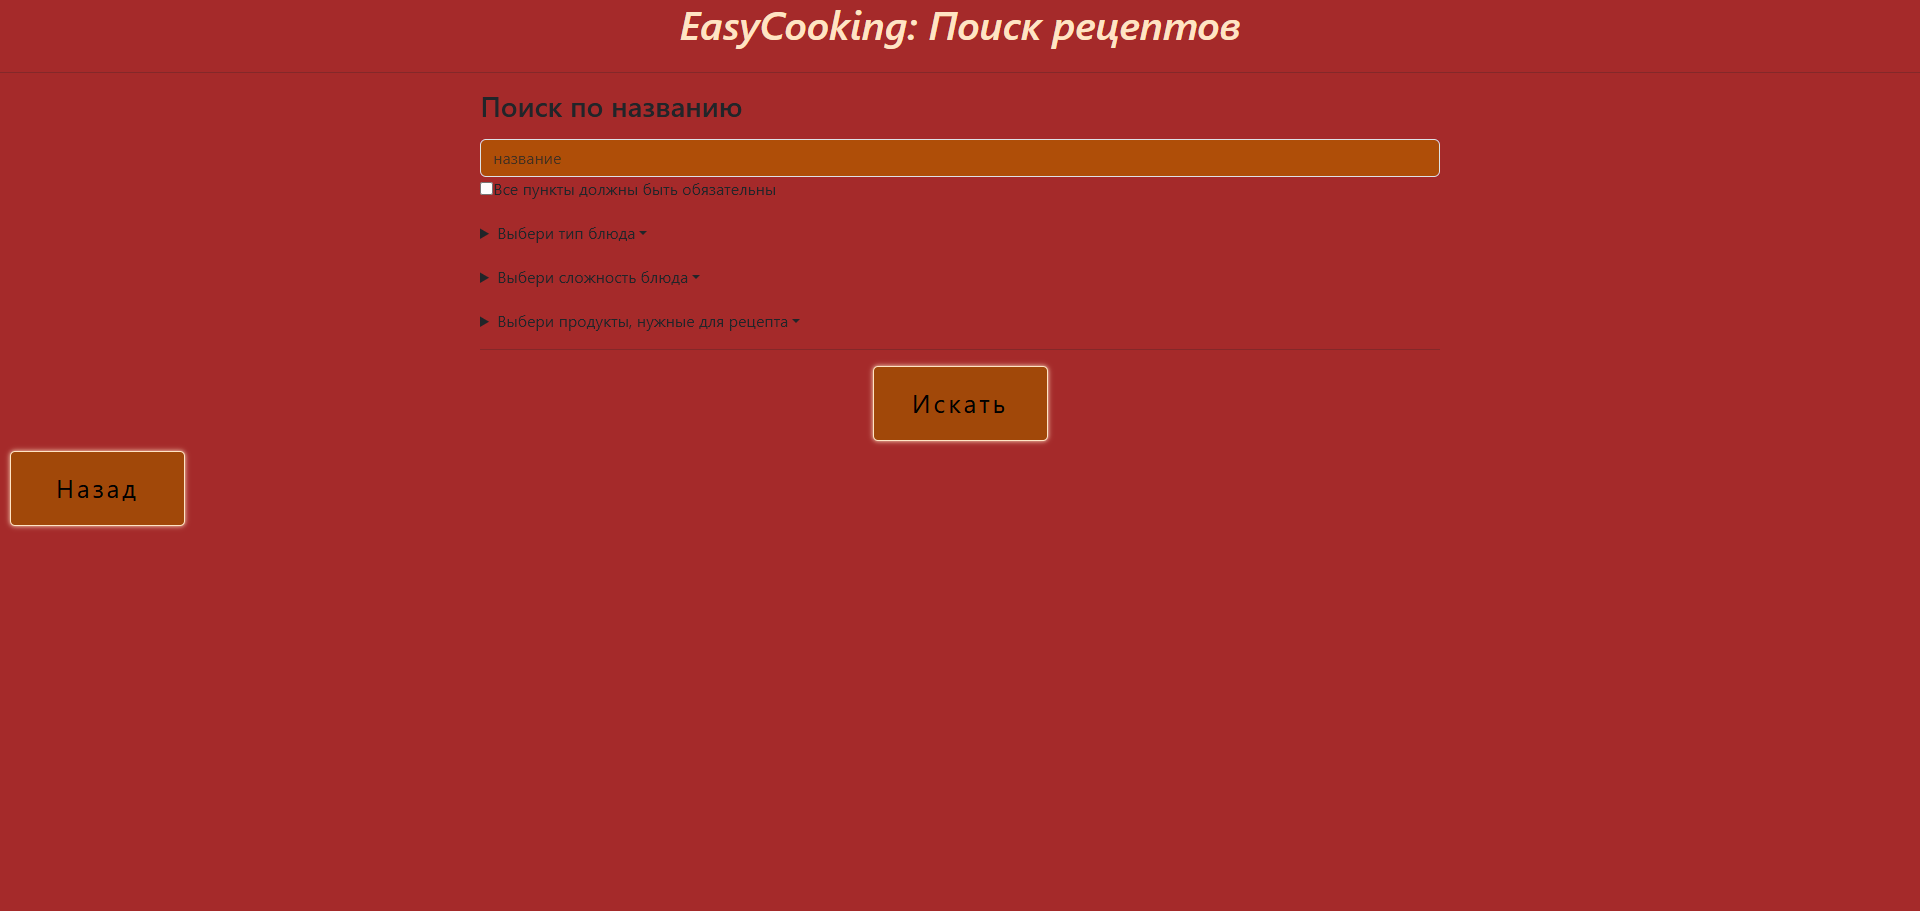 EasyCooking: Поиск рецептов
Поиск по названию
название
Все пункты должны быть обязательны
Выбери тип блюда
Выбери сложность блюда
Выбери продукты, нужные для рецепта
Искать
Назад